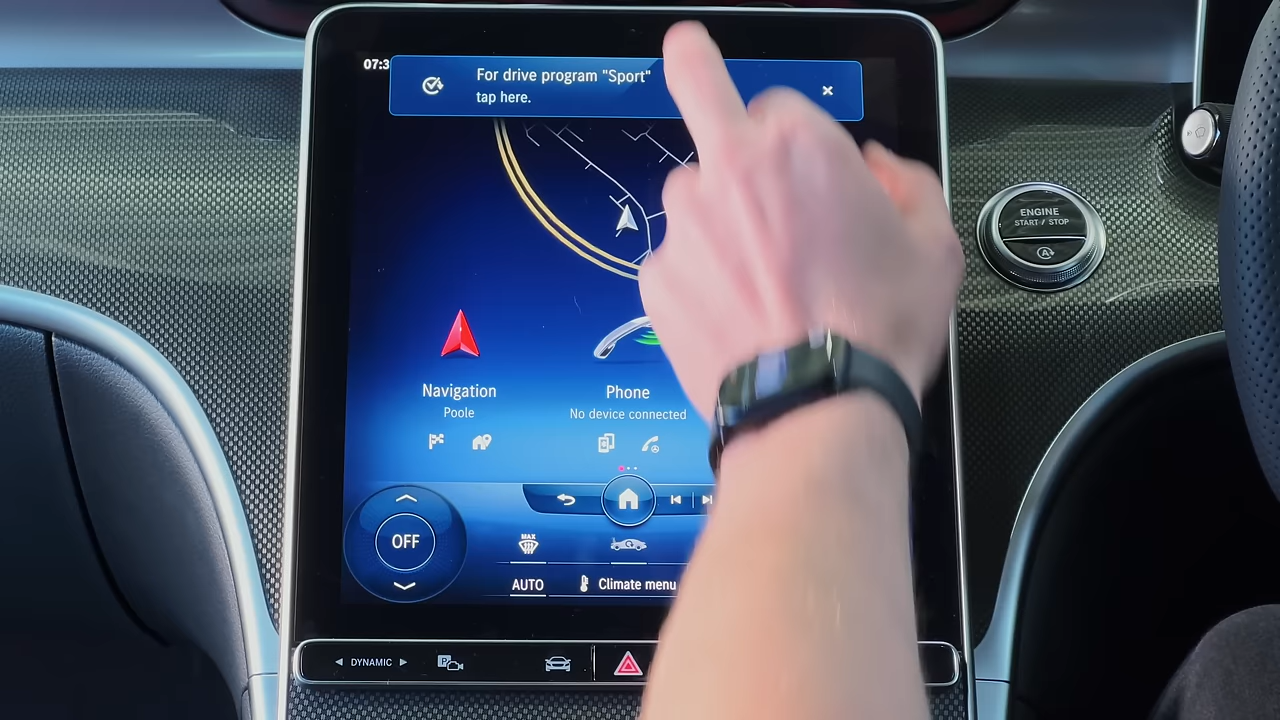 07:3
For drive program "Sport"
tap here.
ENGINE
START / STOP
A
Navigation
Phone
Poole
No device connected
MAX
OFF
AUTO
Climate menu
DYNAMIC
P